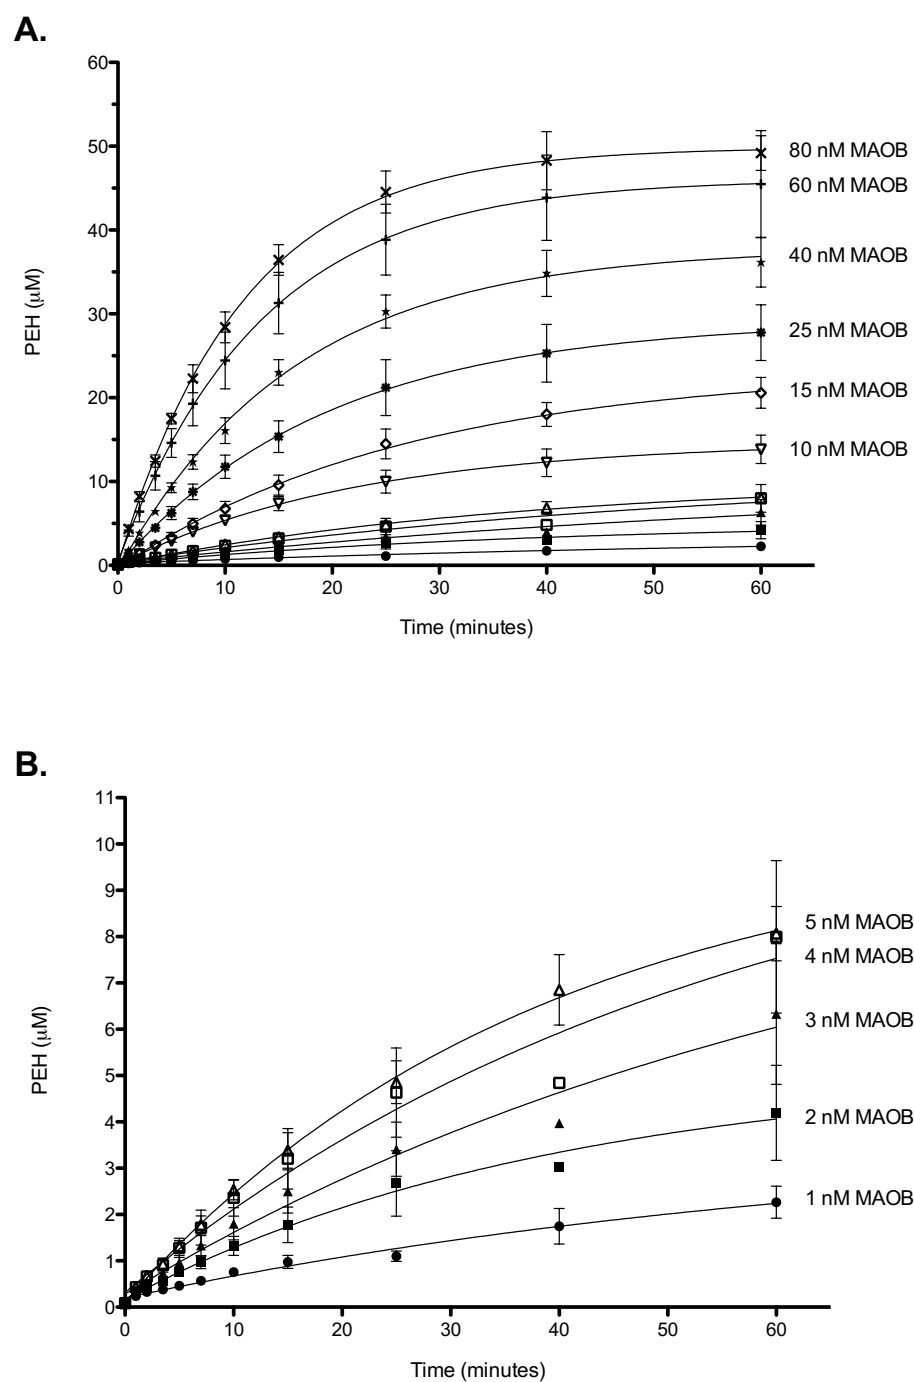 A.
60
50
40
30
20
10
0
PEH (μM)
0 10 20 30 40 50 60
Time (minutes)
80 nM MAOB
60 nM MAOB
40 nM MAOB
25 nM MAOB
15 nM MAOB
10 nM MAOB
B.
11
10
9
8
7
6
5
4
3
2
1
0
PEH (μM)
0 10 20 30 40 50 60
Time (minutes)
5 nM MAOB
4 nM MAOB
3 nM MAOB
2 nM MAOB
1 nM MAOB